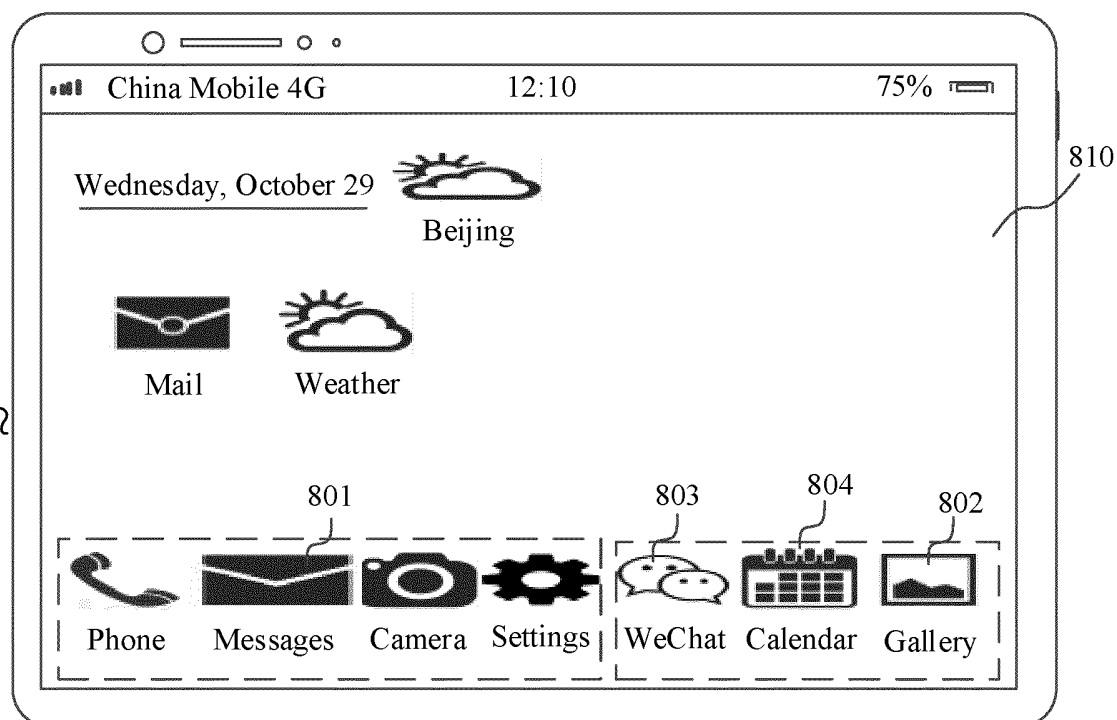 China Mobile 4G 12:10 75%
810
Wednesday, October 29
Beijing
Mail Weather
801 803 804 802
Phone Messages Camera Settings WeChat Calendar Gallery